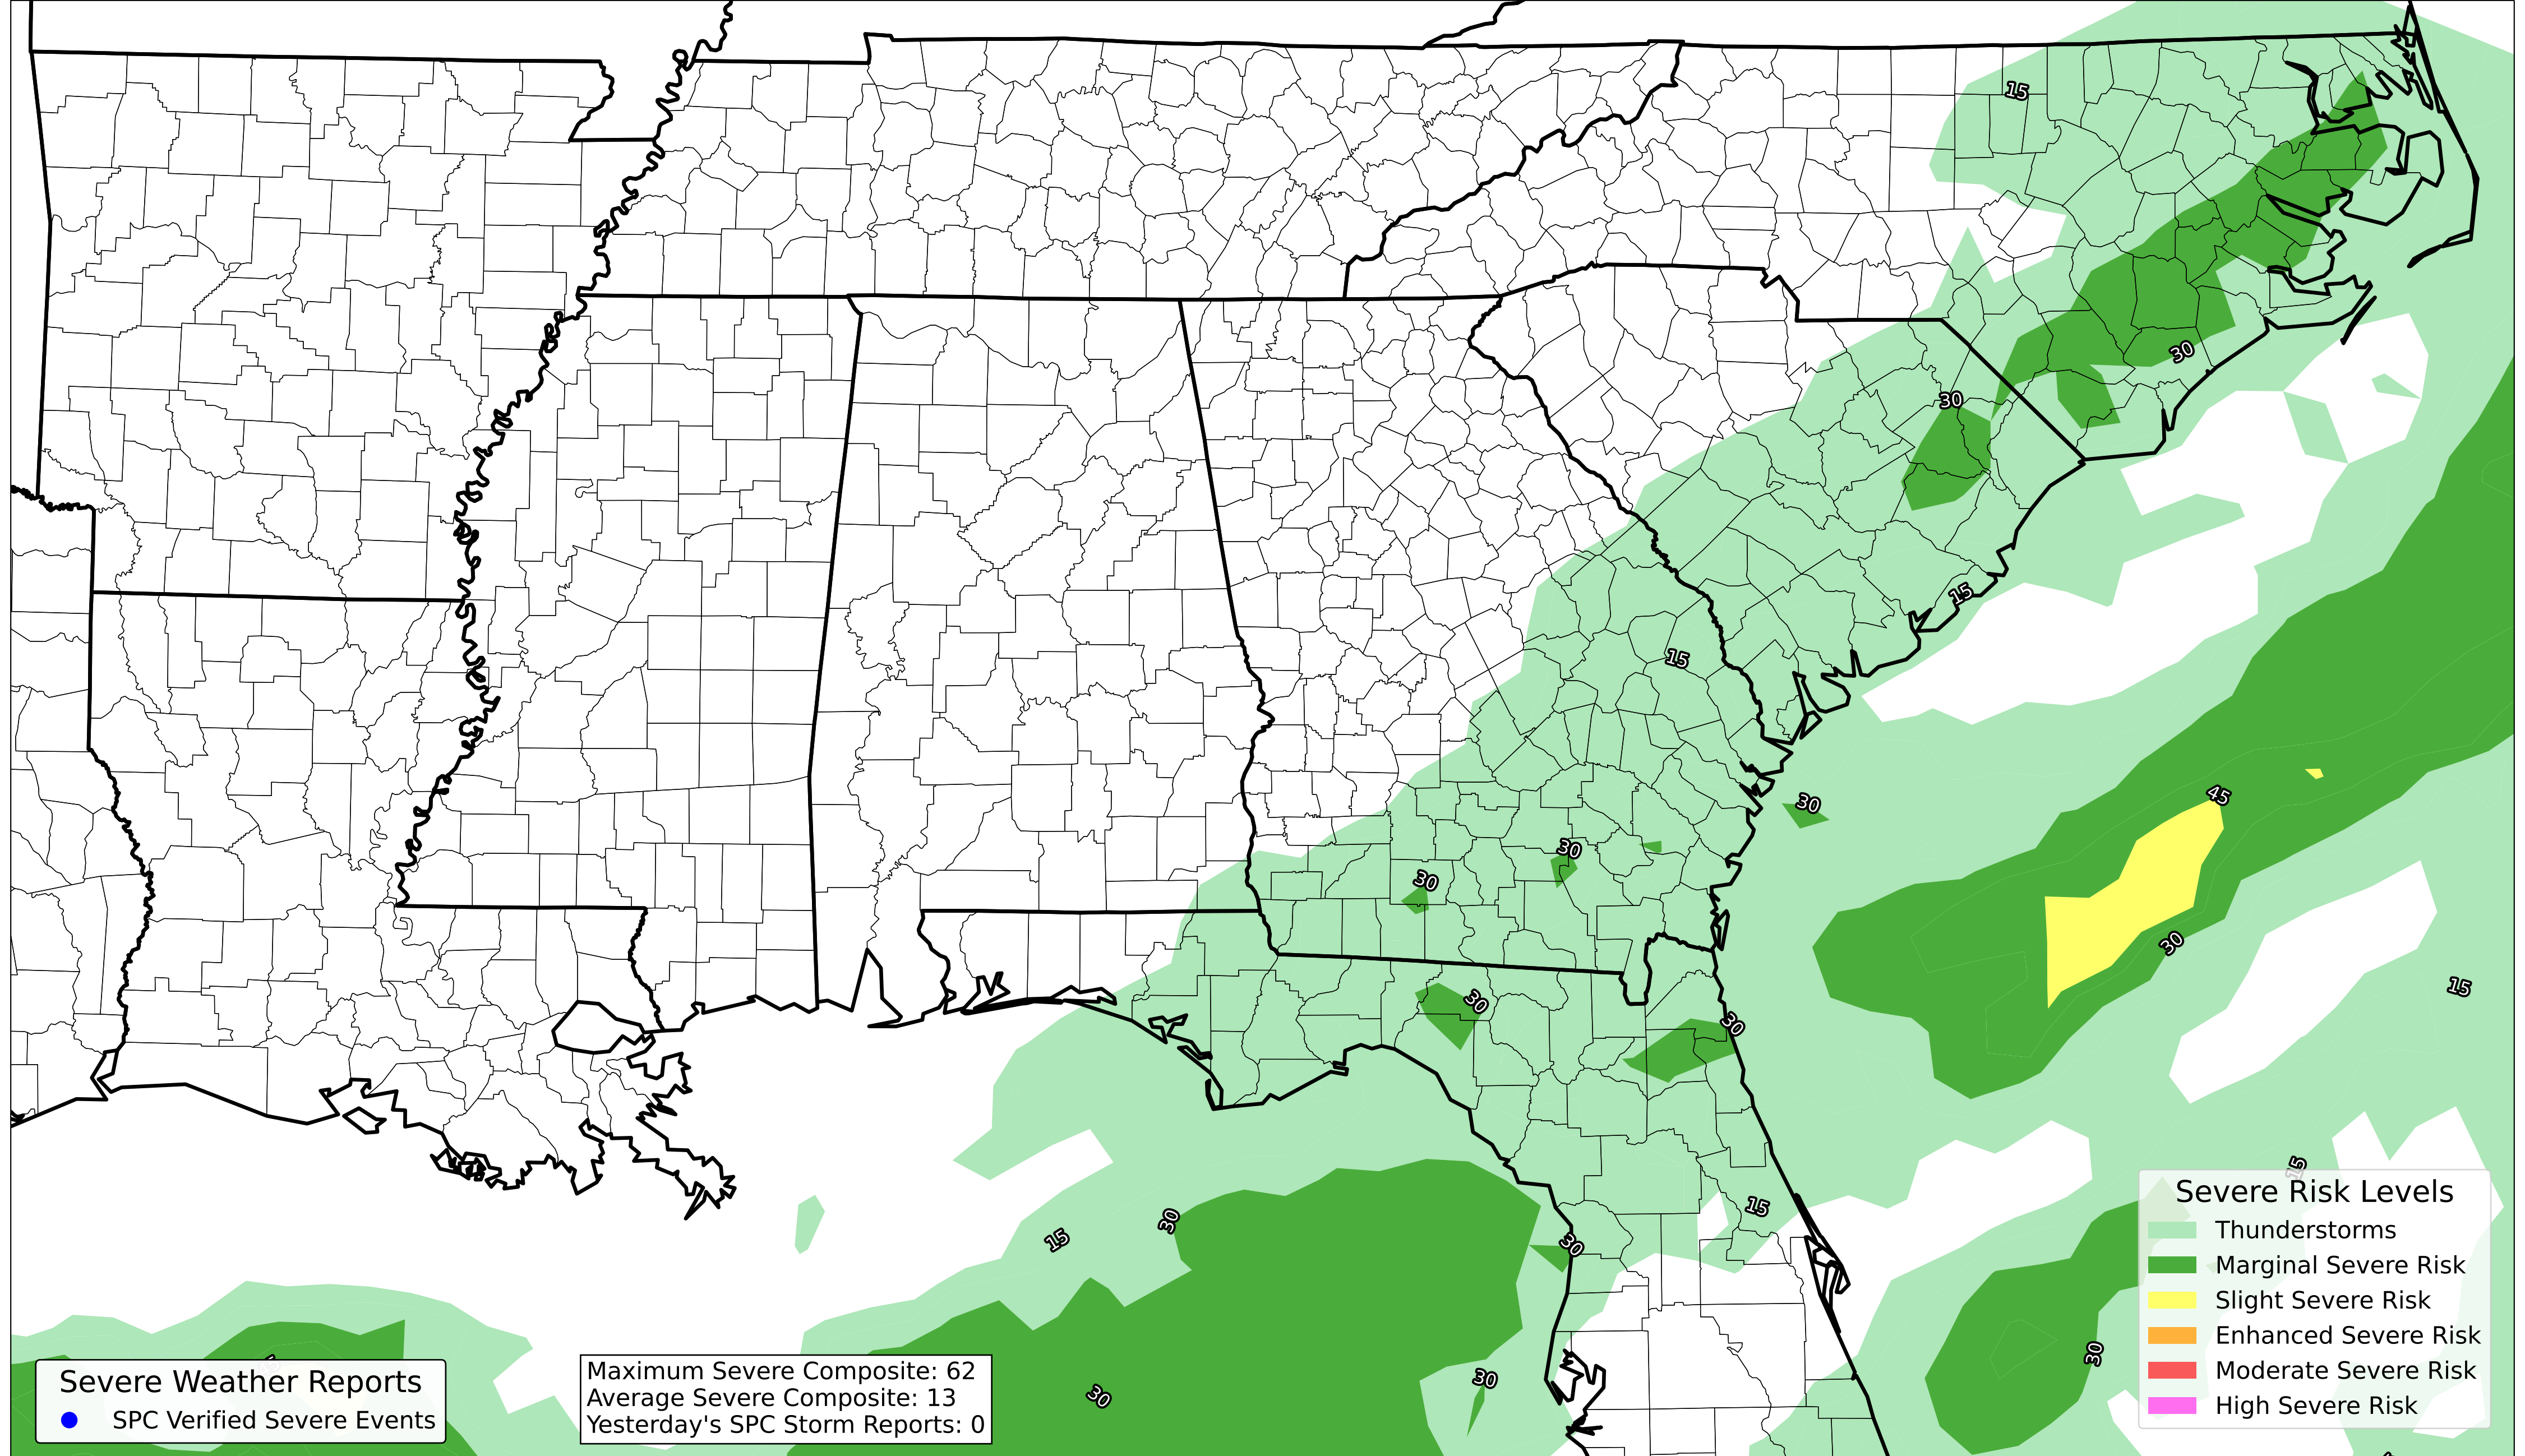 15
30
30
15
15
45
30
30
30
30
15
30
30
15
15
30
15
30
30
30
30
Severe Risk Levels
Thunderstorms
Marginal Severe Risk
Slight Severe Risk
Enhanced Severe Risk
Moderate Severe Risk
High Severe Risk
Severe Weather Reports
SPC Verified Severe Events
Maximum Severe Composite: 62
Average Severe Composite: 13
Yesterday's SPC Storm Reports: 0